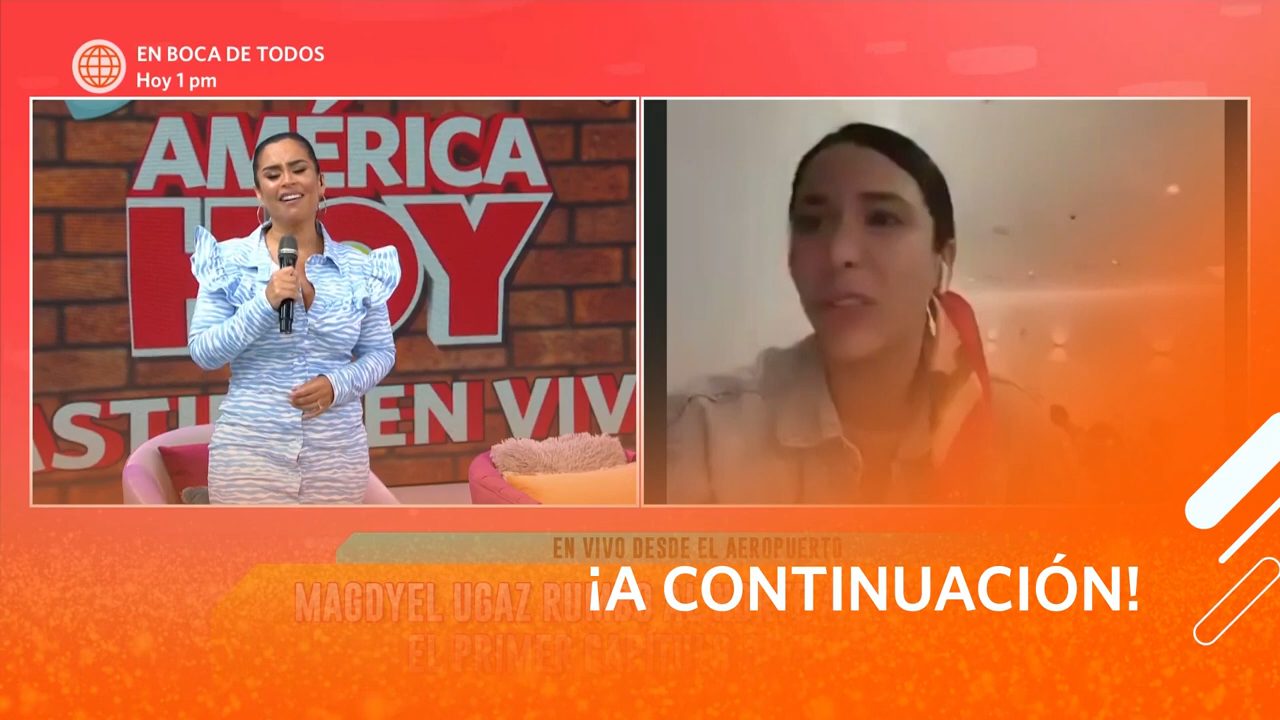 EN BOCA DE TODOS
Hoy 1 pm
AMÉRICA
HOY
EN VIV
EN VIVO DESDE EL AEROPUERTO
MAGDYEL UGAZ
¡A CONTINUACIÓN!
EL PRIMER